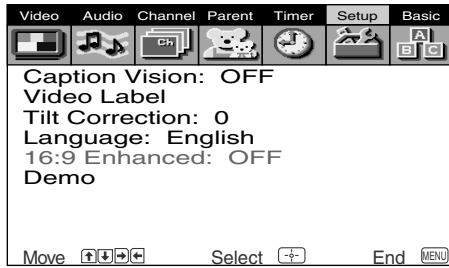 Video Audio Channel Parent Timer Setup Basic
Ch A B C
Caption Vision: OFF
Video Label
Tilt Correction: 0
Language: English
16:9 Enhanced: OFF
Demo
Move Select End MENU